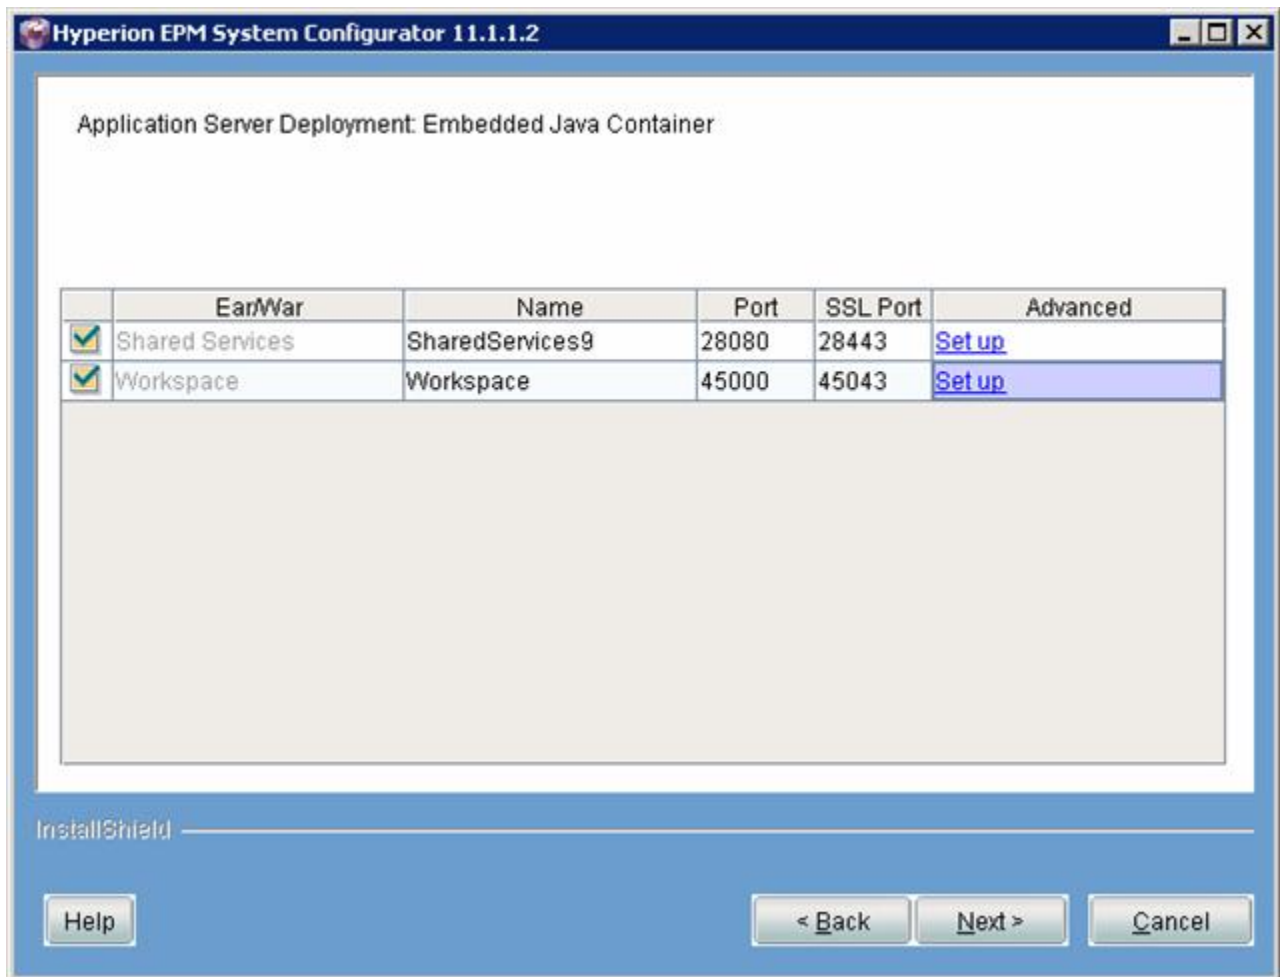 Hyperion EPM System Configurator 11.1.1.2
Application Server Deployment: Embedded Java Container
Ear/War Name Port SSL Port Advanced
Shared Services SharedServices9 28080 28443 Set up
Workspace Workspace 45000 45043 Set up
InstallShield
Help < Back Next > Cancel